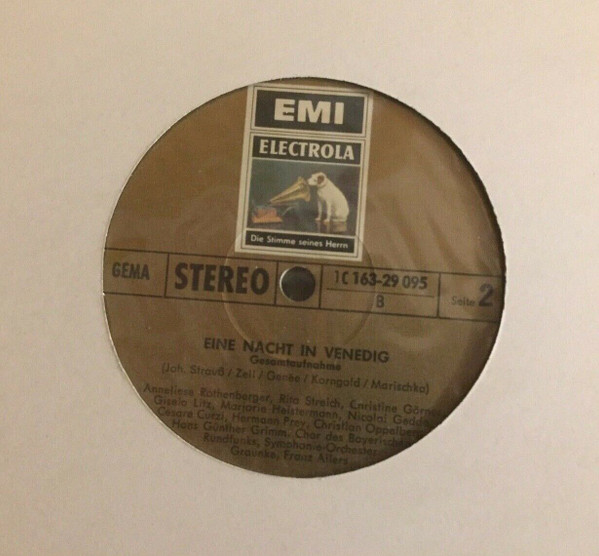 EMI
ELECTROLA
Die Stimme seines Herrn
GEMA
STEREO
1C 163-29 095
B
Seite 2
EINE NACHT IN VENEDIG
Gesamtaufnahme
(Joh. Strauß / Zell / Genée / Korngold / Marischka)
Anneliese Rothenberger, Rita Streich, Christine Görner
Gisela Litz, Marjorie Heistermann, Nicolai Gedda,
Cesare Curzi, Hermann Prey, Christian Oppelberg
Hans Günther Grimm, Chor des Bayerischen
Rundfunks, Symphonie-Orchester
Graunke, Franz Allers